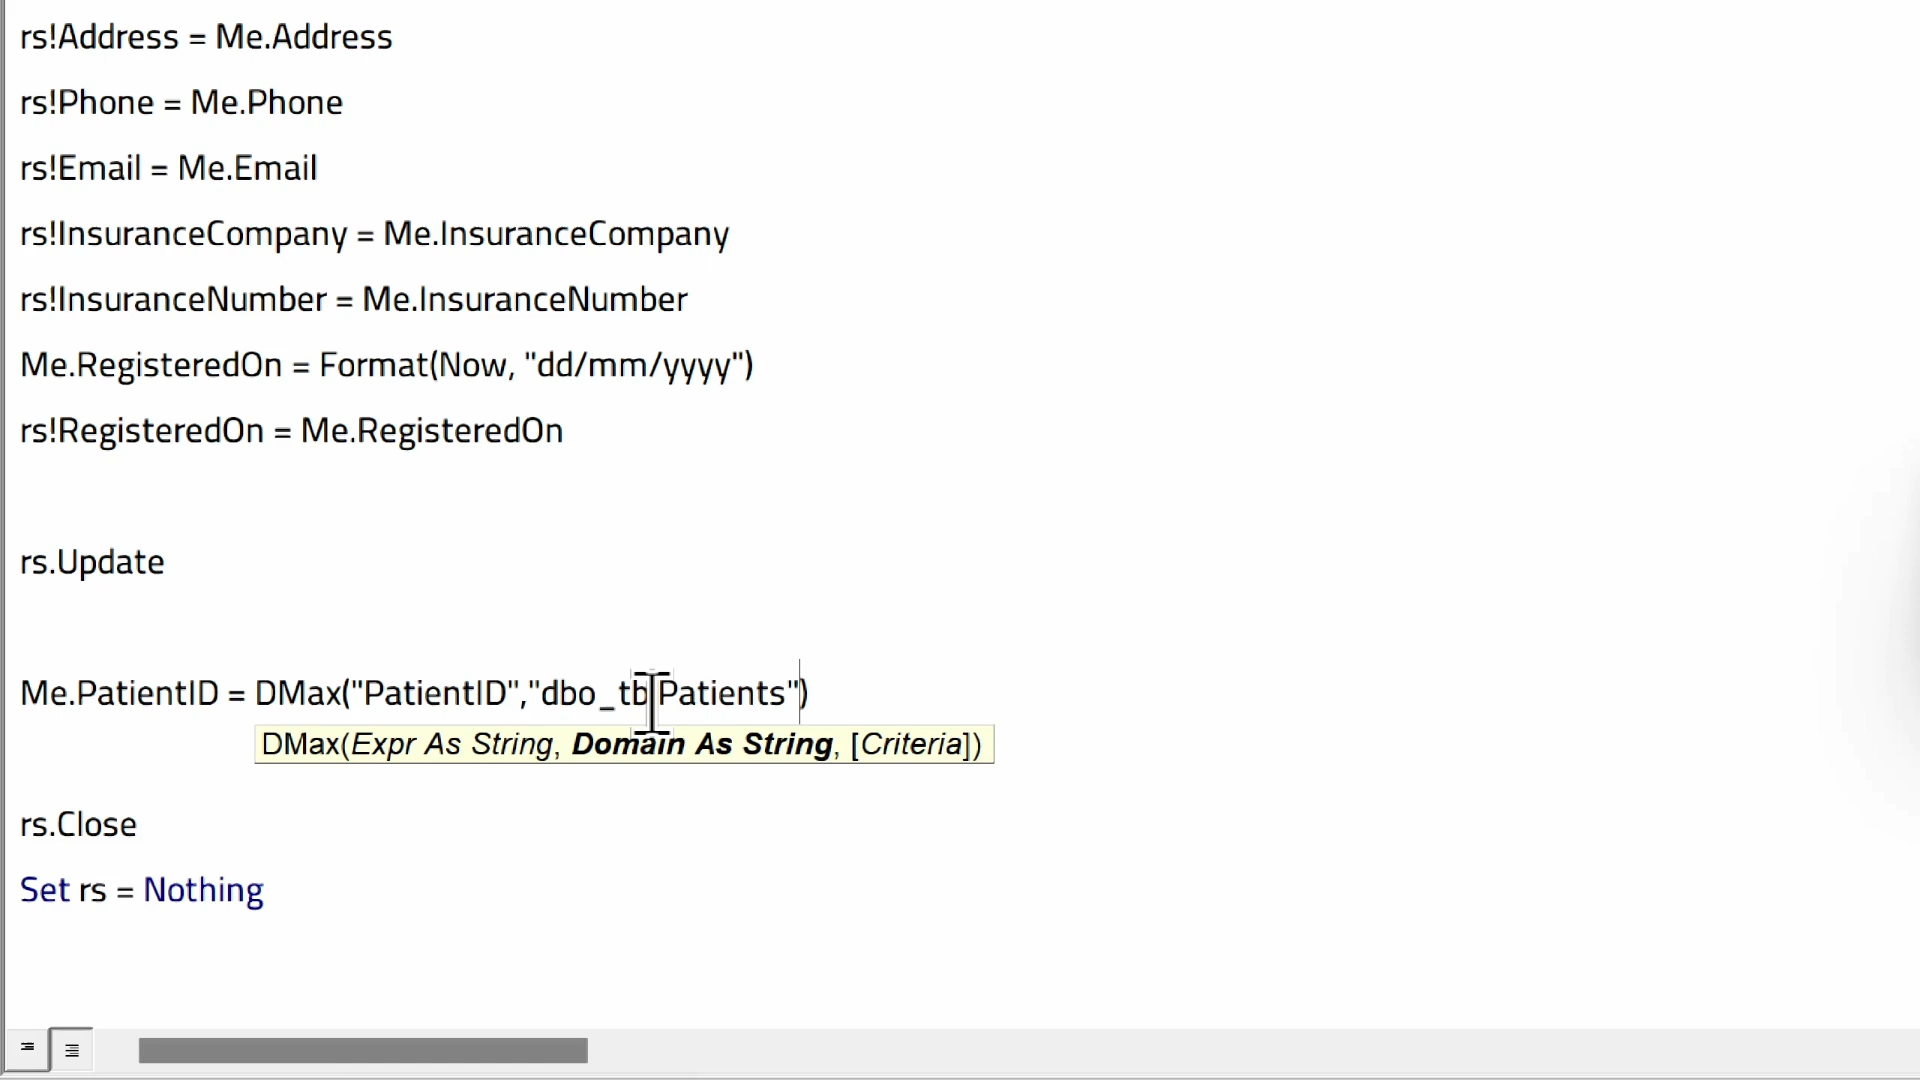 rs!Address = Me.Address
rs!Phone = Me.Phone
rs!Email = Me.Email
rs!InsuranceCompany = Me.InsuranceCompany
rs!InsuranceNumber = Me.InsuranceNumber
Me.RegisteredOn = Format(Now, "dd/mm/yyyy")
rs!RegisteredOn = Me.RegisteredOn
rs.Update
Me.PatientID = DMax("PatientID","dbo_tblPatients")
DMax(Expr As String, Domain As String, [Criteria])
rs.Close
Set rs = Nothing